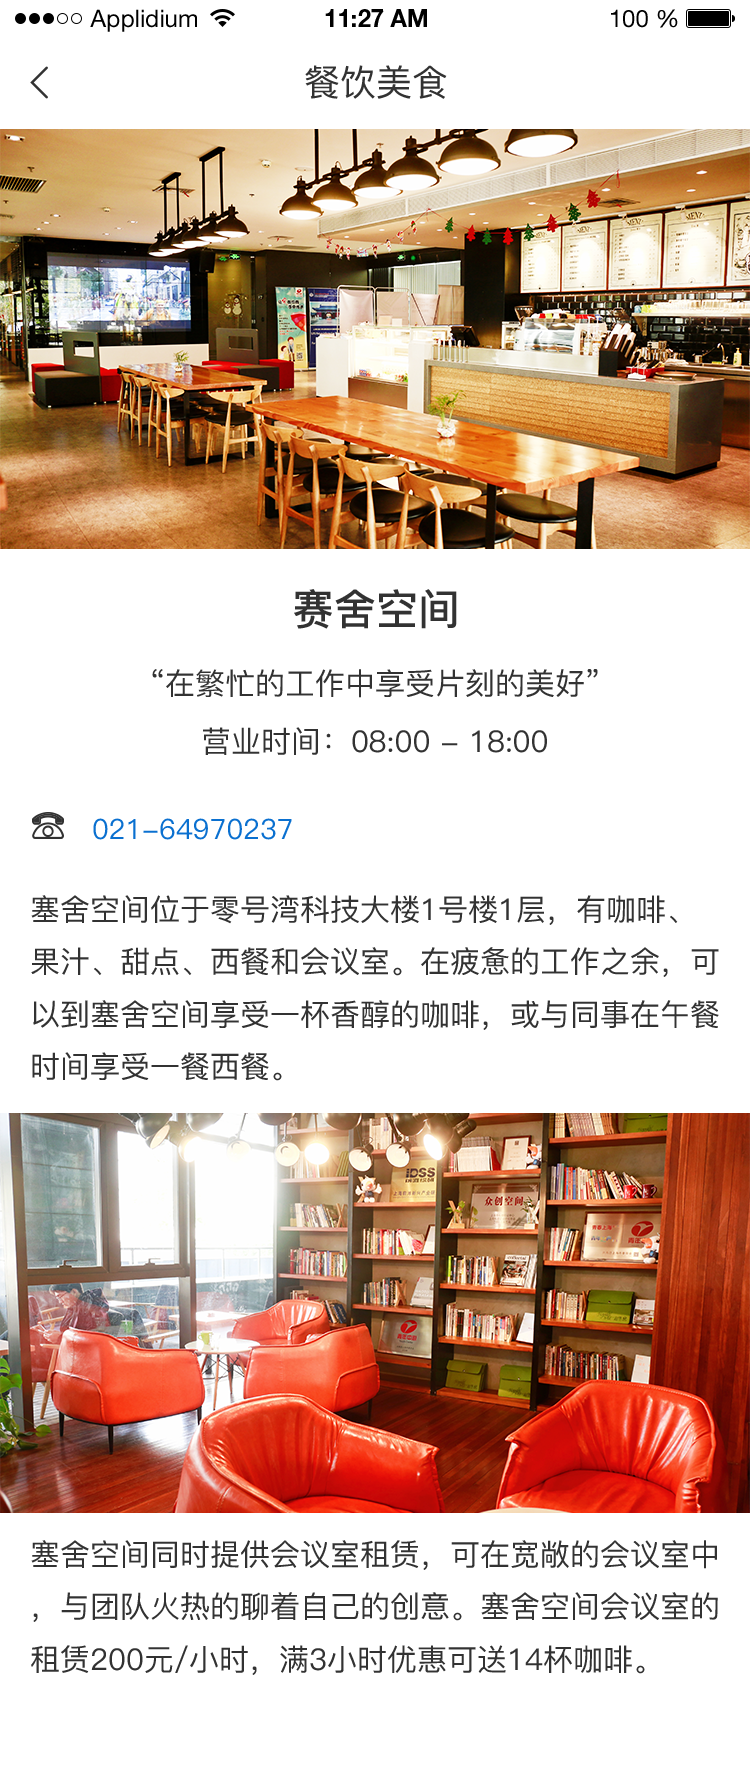 Applidium
11:27 AM
100 %
餐饮美食
MENU
MENU
MENU
MENU
赛舍空间
“在繁忙的工作中享受片刻的美好”
营业时间：08:00 – 18:00
021-64970237
塞舍空间位于零号湾科技大楼1号楼1层，有咖啡、
果汁、甜点、西餐和会议室。在疲惫的工作之余，可
以到塞舍空间享受一杯香醇的咖啡，或与同事在午餐
时间享受一餐西餐。
IDSS
众创空间
塞舍空间同时提供会议室租赁，可在宽敞的会议室中
，与团队火热的聊着自己的创意。塞舍空间会议室的
租赁200元/小时，满3小时优惠可送14杯咖啡。